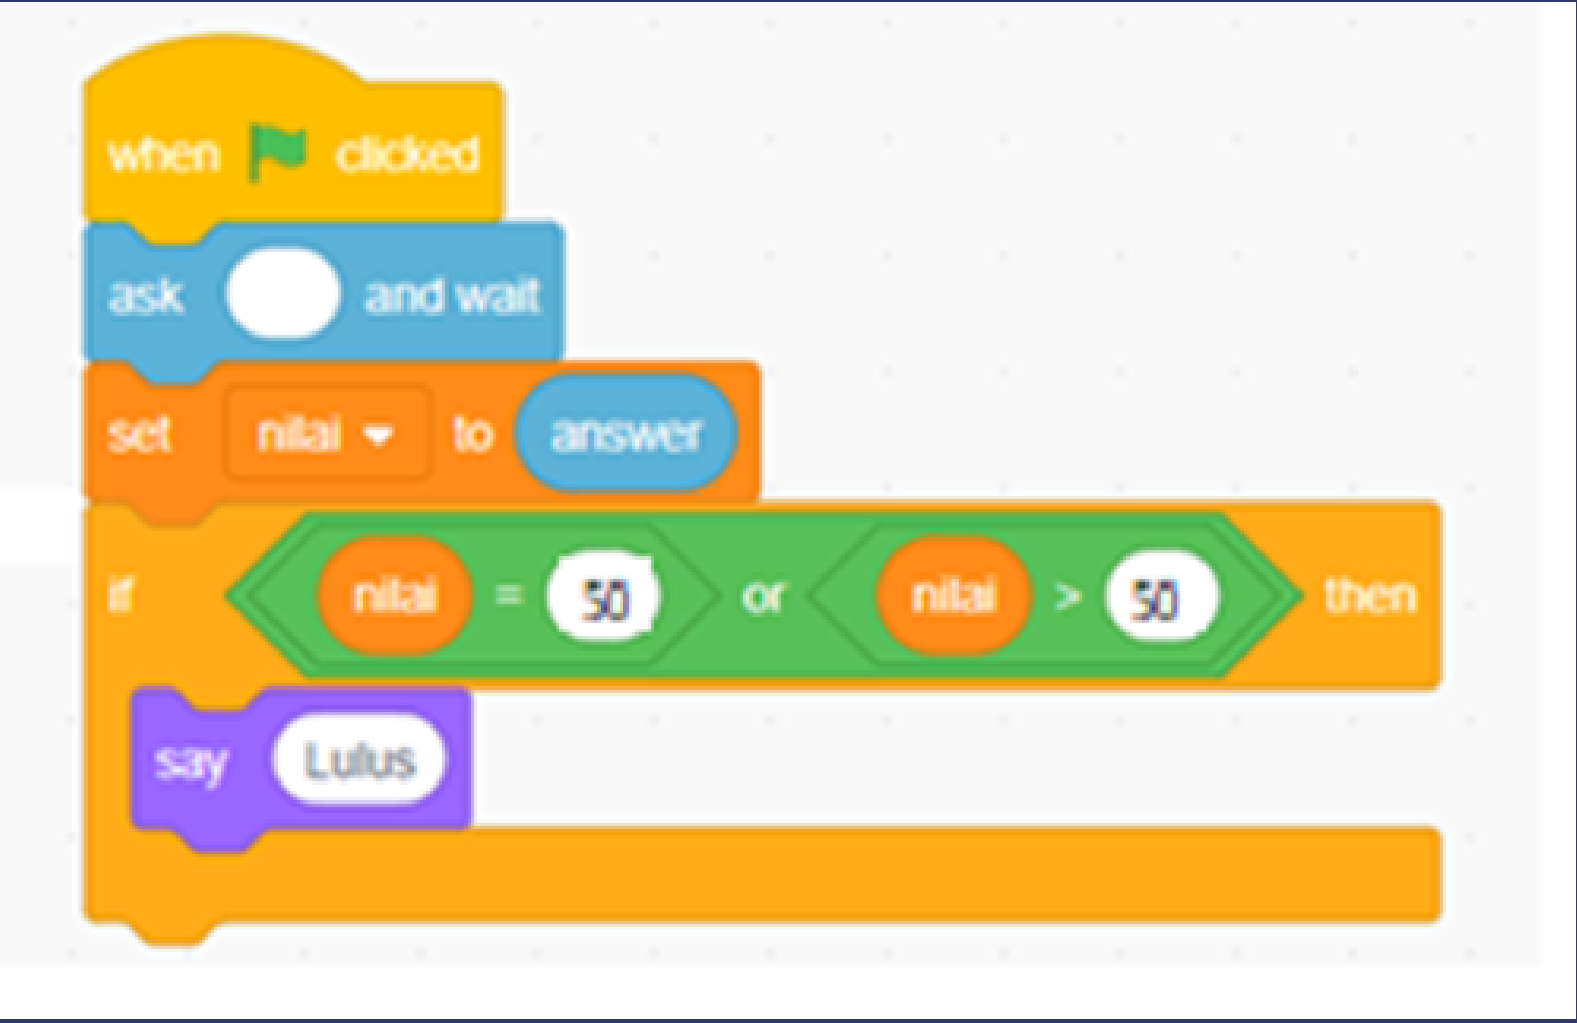 when clicked
ask and wait
set nilai to answer
if nilai = 50 or nilai > 50 then
say Lulus